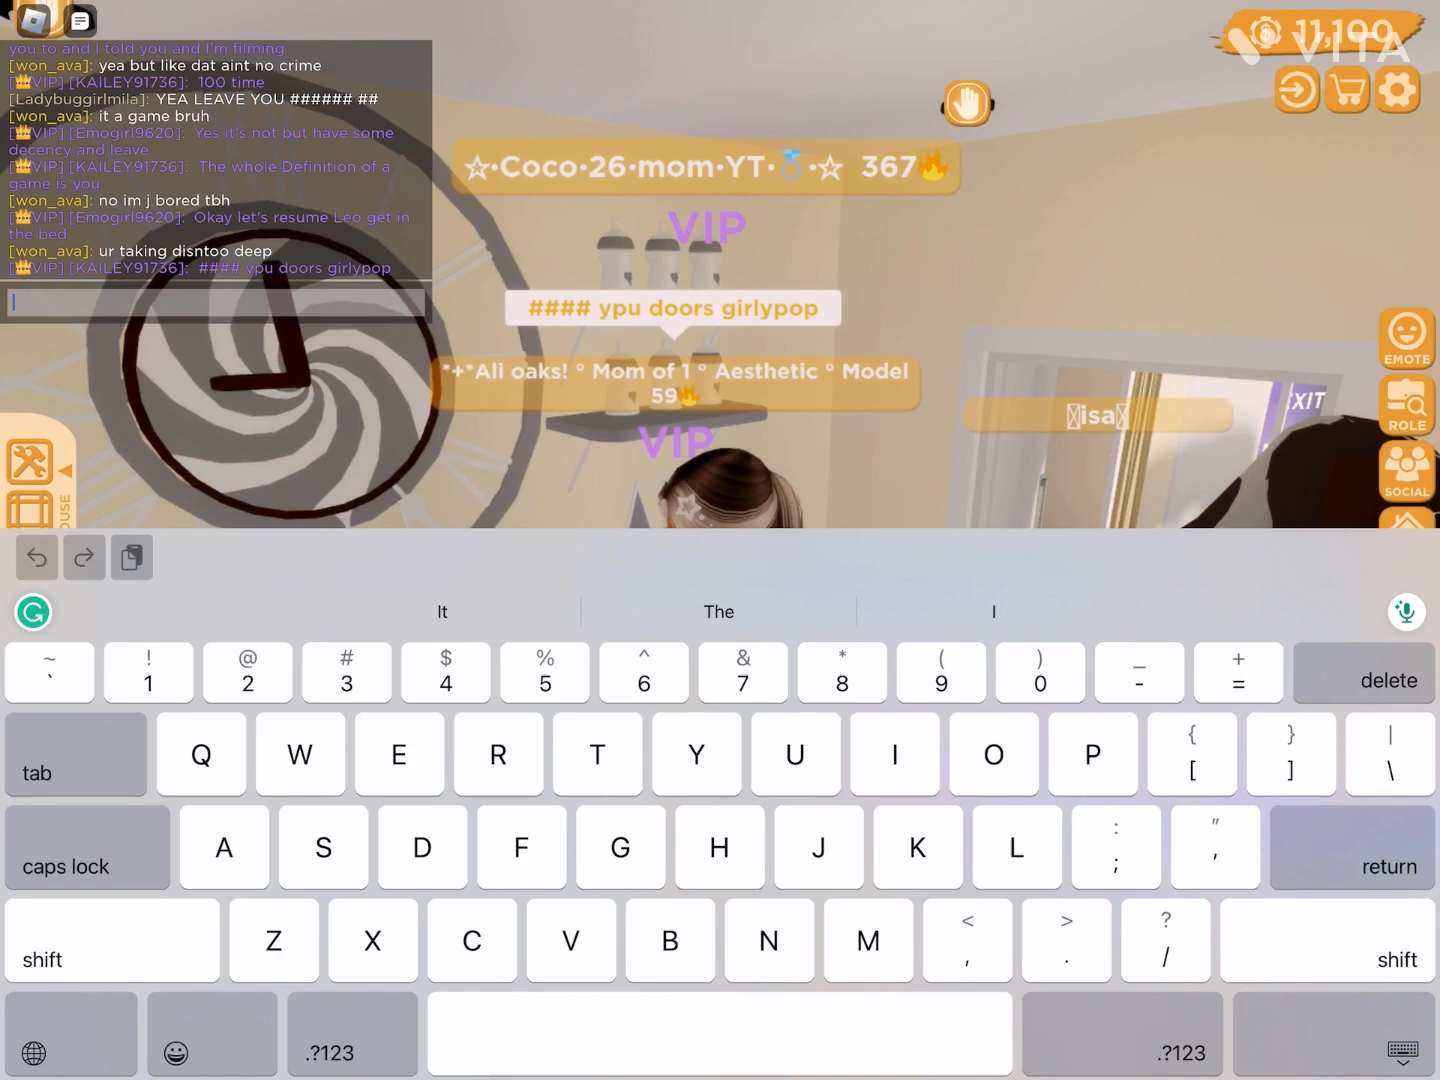 you to and I told you and I'm filming
[won_ava]: yea but like dat aint no crime
[👑VIP] [KAILEY91736]: 100 time
[Ladybuggirlmila]: YEA LEAVE YOU ###### ##
[won_ava]: it a game bruh
[👑VIP] [Emogirl9620]: Yes it's not but have some
decency and leave
[👑VIP] [KAILEY91736]: The whole Definition of a
game is you
[won_ava]: no im j bored tbh
[👑VIP] [Emogirl9620]: Okay let's resume Leo get in
the bed
[won_ava]: ur taking disntoo deep
[👑VIP] [KAILEY91736]: #### ypu doors girlypop
11,100
VITA
☆·Coco·26·mom·YT·💍·☆ 367🔥
VIP
#### ypu doors girlypop
*+*Ali oaks! ° Mom of 1 ° Aesthetic ° Model
59🔥
VIP
isa
EXIT
EMOTE
ROLE
SOCIAL
It The I
~ ! @ # $ % ^ & * ( ) _ +
` 1 2 3 4 5 6 7 8 9 0 - = delete
tab Q W E R T Y U I O P { [ } ] | \
caps lock A S D F G H J K L : ; " ' return
shift Z X C V B N M < , > . ? / shift
.?123 .?123